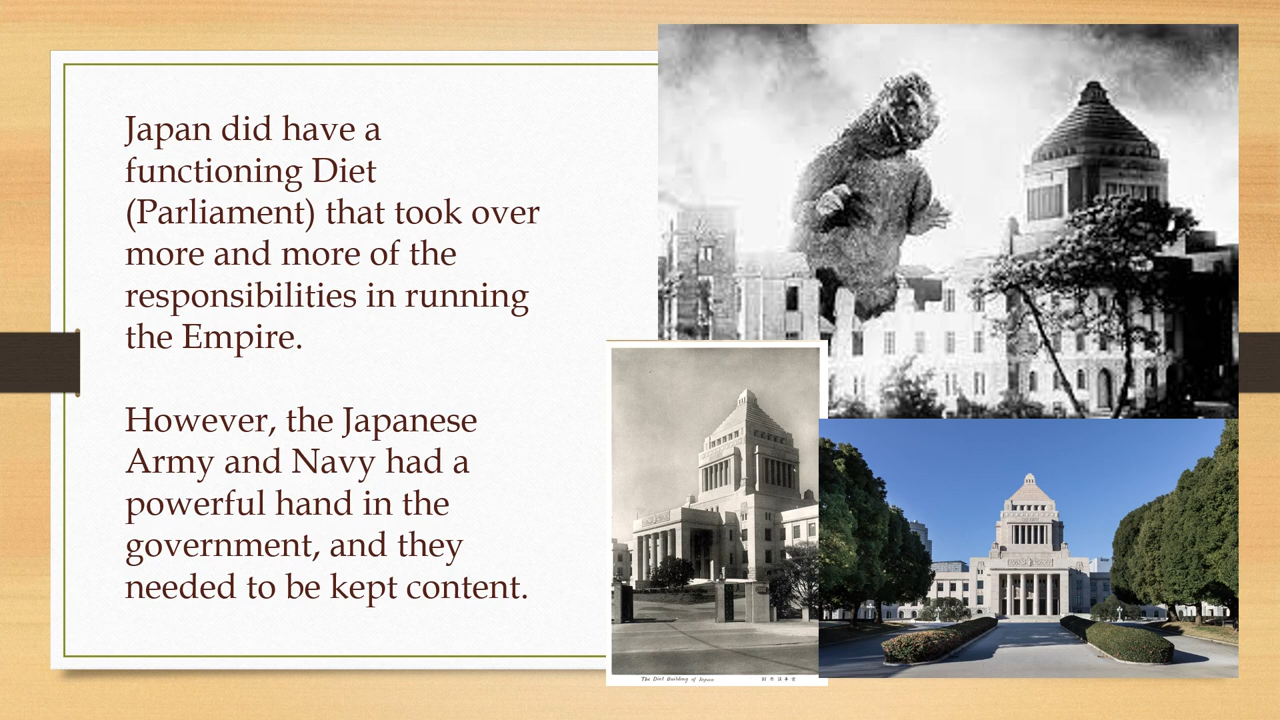 Japan did have a
functioning Diet
(Parliament) that took over
more and more of the
responsibilities in running
the Empire.
However, the Japanese
Army and Navy had a
powerful hand in the
government, and they
needed to be kept content.
The Diet Building of Japan